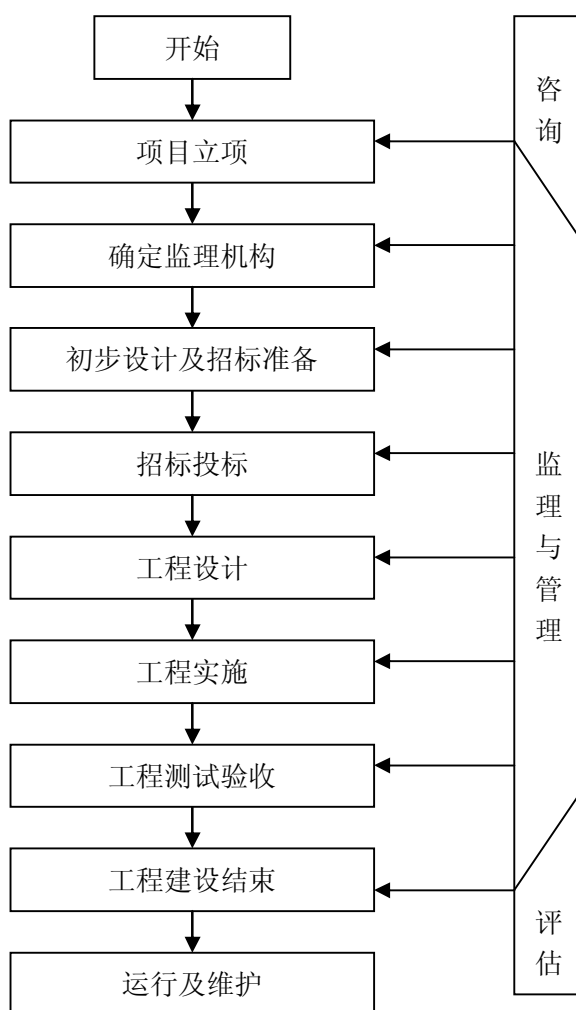 开始
项目立项
确定监理机构
初步设计及招标准备
招标投标
工程设计
工程实施
工程测试验收
工程建设结束
运行及维护
咨询
监理与管理
评估